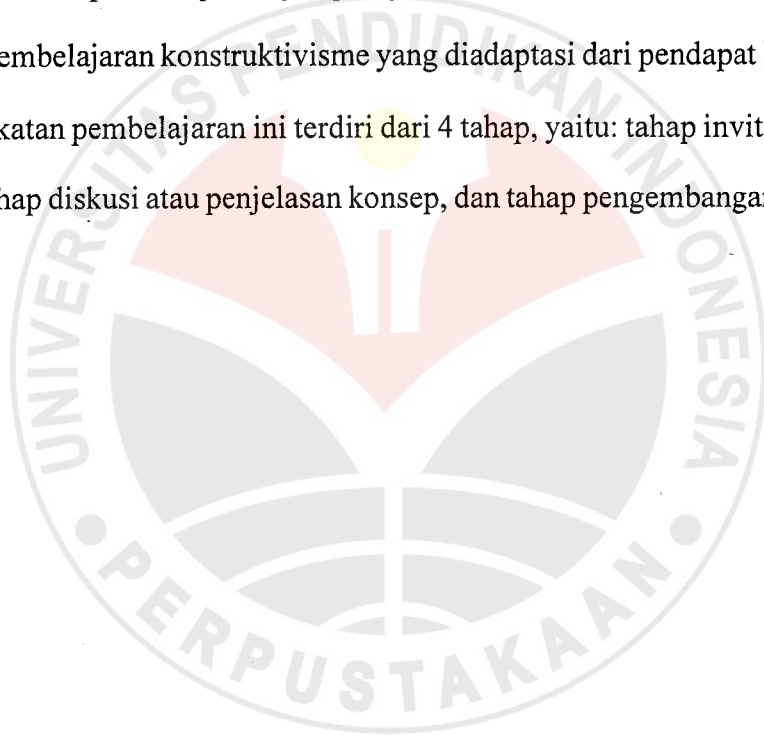 embelajaran konstruktivisme yang diadaptasi dari pendapat
katan pembelajaran ini terdiri dari 4 tahap, yaitu: tahap invit
hap diskusi atau penjelasan konsep, dan tahap pengembangan
UNIVERSITAS PENDIDIKAN INDONESIA
PERPUSTAKAAN